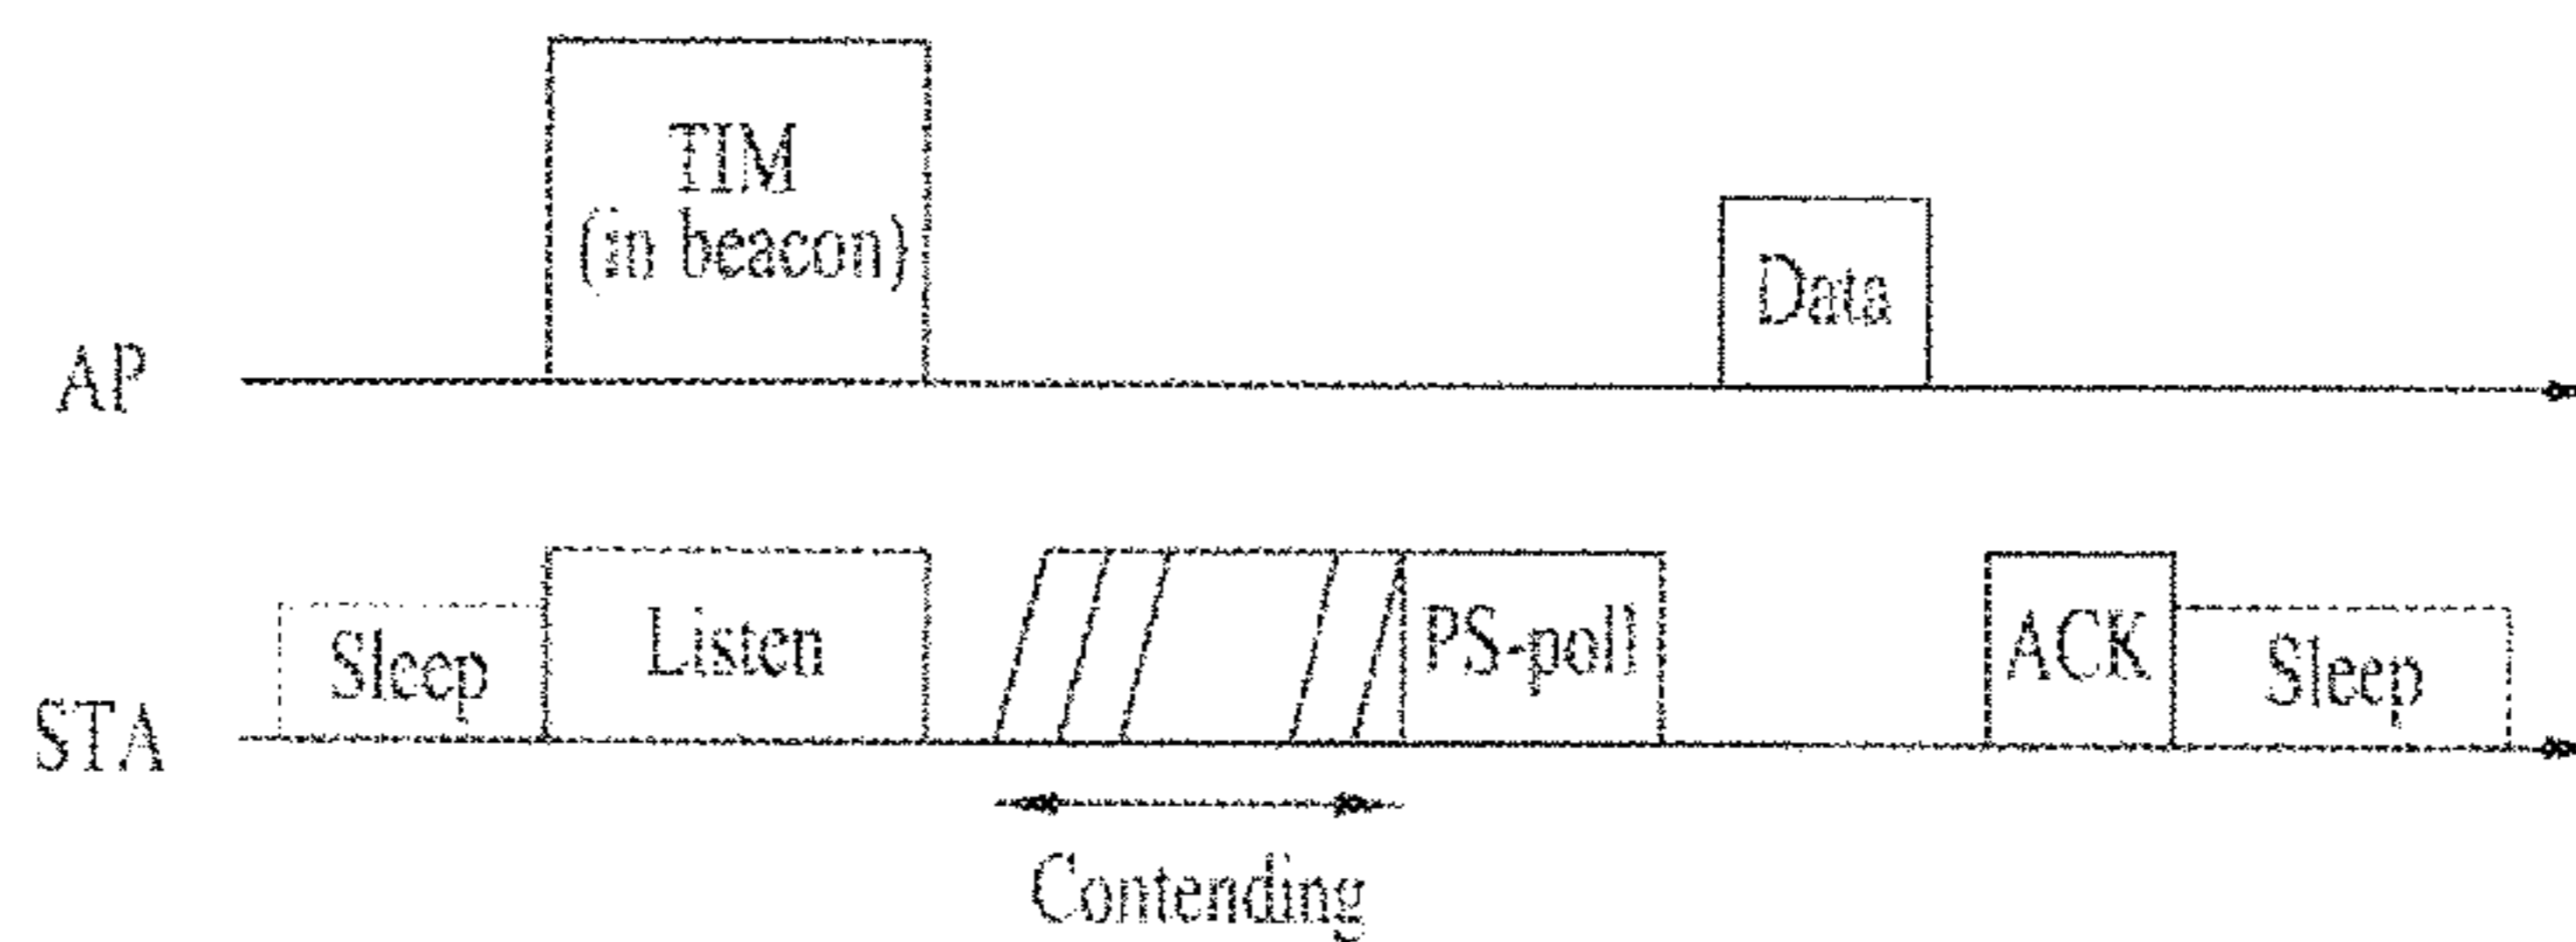 TIM
(in beacon)
Data
AP
Sleep
Listen
PS-poll
ACK
Sleep
STA
Contending